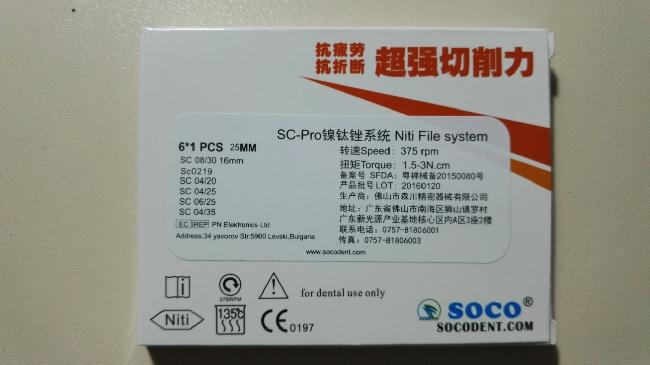 抗疲劳
抗折断
超强切削力
SC-Pro镍钛锉系统 Niti File system
6*1 PCS 25MM
SC 08/30 16mm
Sc0219
SC 04/20
SC 04/25
SC 06/25
SC 04/35
EC REP PN Elektronics Ltd
Address:34 yavorov Str.5900 Levski,Bulgaria
转速Speed: 375 rpm
扭矩Torque: 1.5-3N.cm
备案号 SFDA: 粤禅械备20150080号
产品批号 LOT: 20160120
生产商: 佛山市森川精密器械有限公司
地址: 广东省佛山市南海区狮山镇罗村
广东新光源产业基地核心区内A区3座2楼
联系电话: 0757-81806001
传真: 0757-81806003
www.socodent.com
375RPM
for dental use only
Niti
135℃
CE 0197
SOCO®
SOCODENT.COM